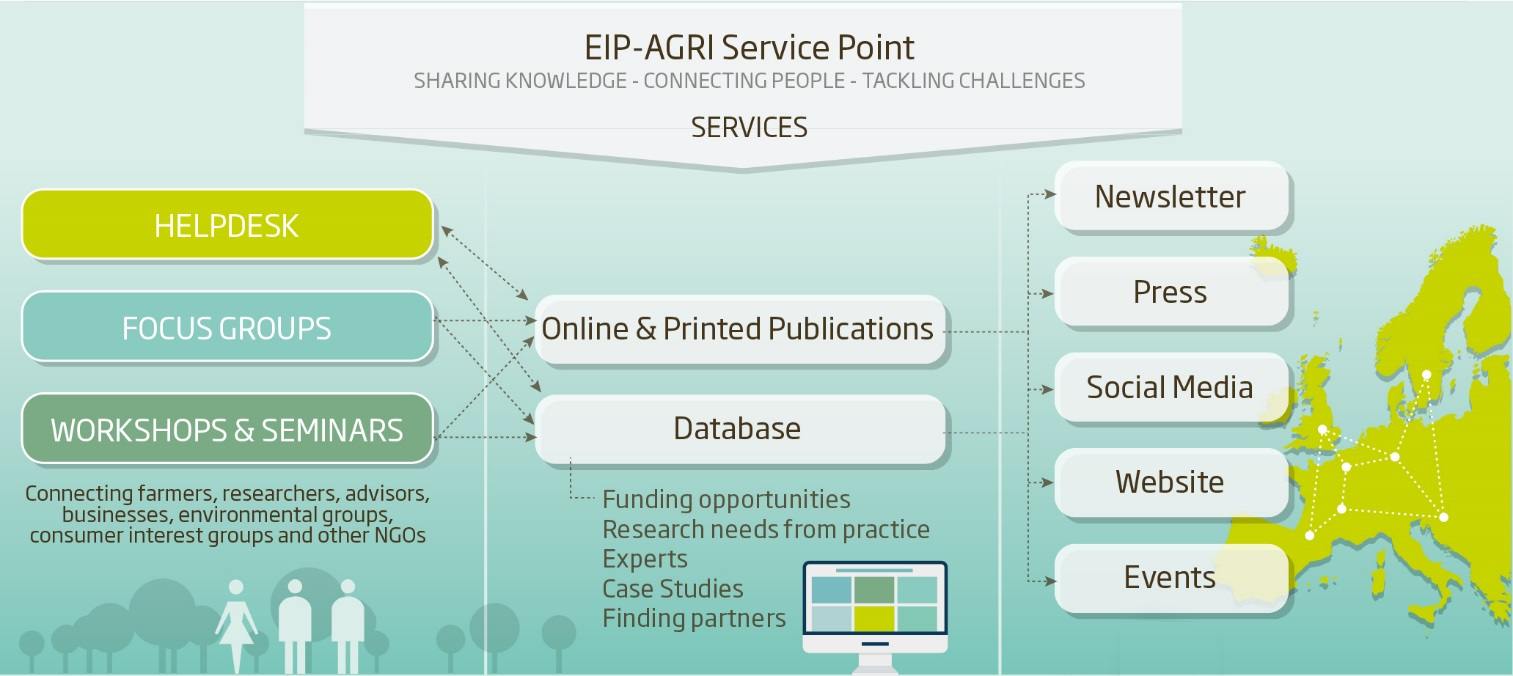 EIP-AGRI Service Point
SHARING KNOWLEDGE - CONNECTING PEOPLE - TACKLING CHALLENGES
SERVICES
HELPDESK
FOCUS GROUPS
WORKSHOPS & SEMINARS
Connecting farmers, researchers, advisors,
businesses, environmental groups,
consumer interest groups and other NGOs
Online & Printed Publications
Database
Funding opportunities
Research needs from practice
Experts
Case Studies
Finding partners
Newsletter
Press
Social Media
Website
Events